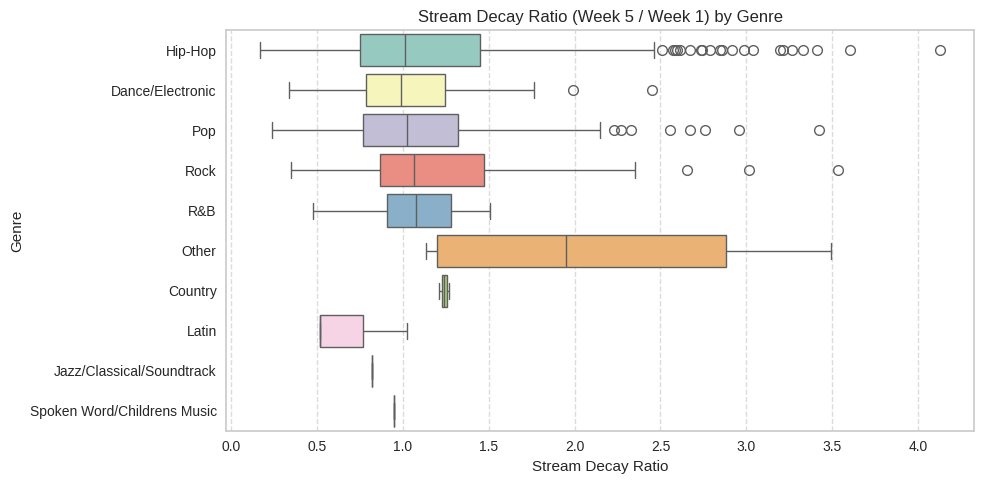 Stream Decay Ratio (Week 5 / Week 1) by Genre
Genre
Hip-Hop
Dance/Electronic
Pop
Rock
R&B
Other
Country
Latin
Jazz/Classical/Soundtrack
Spoken Word/Childrens Music
0.0 0.5 1.0 1.5 2.0 2.5 3.0 3.5 4.0
Stream Decay Ratio